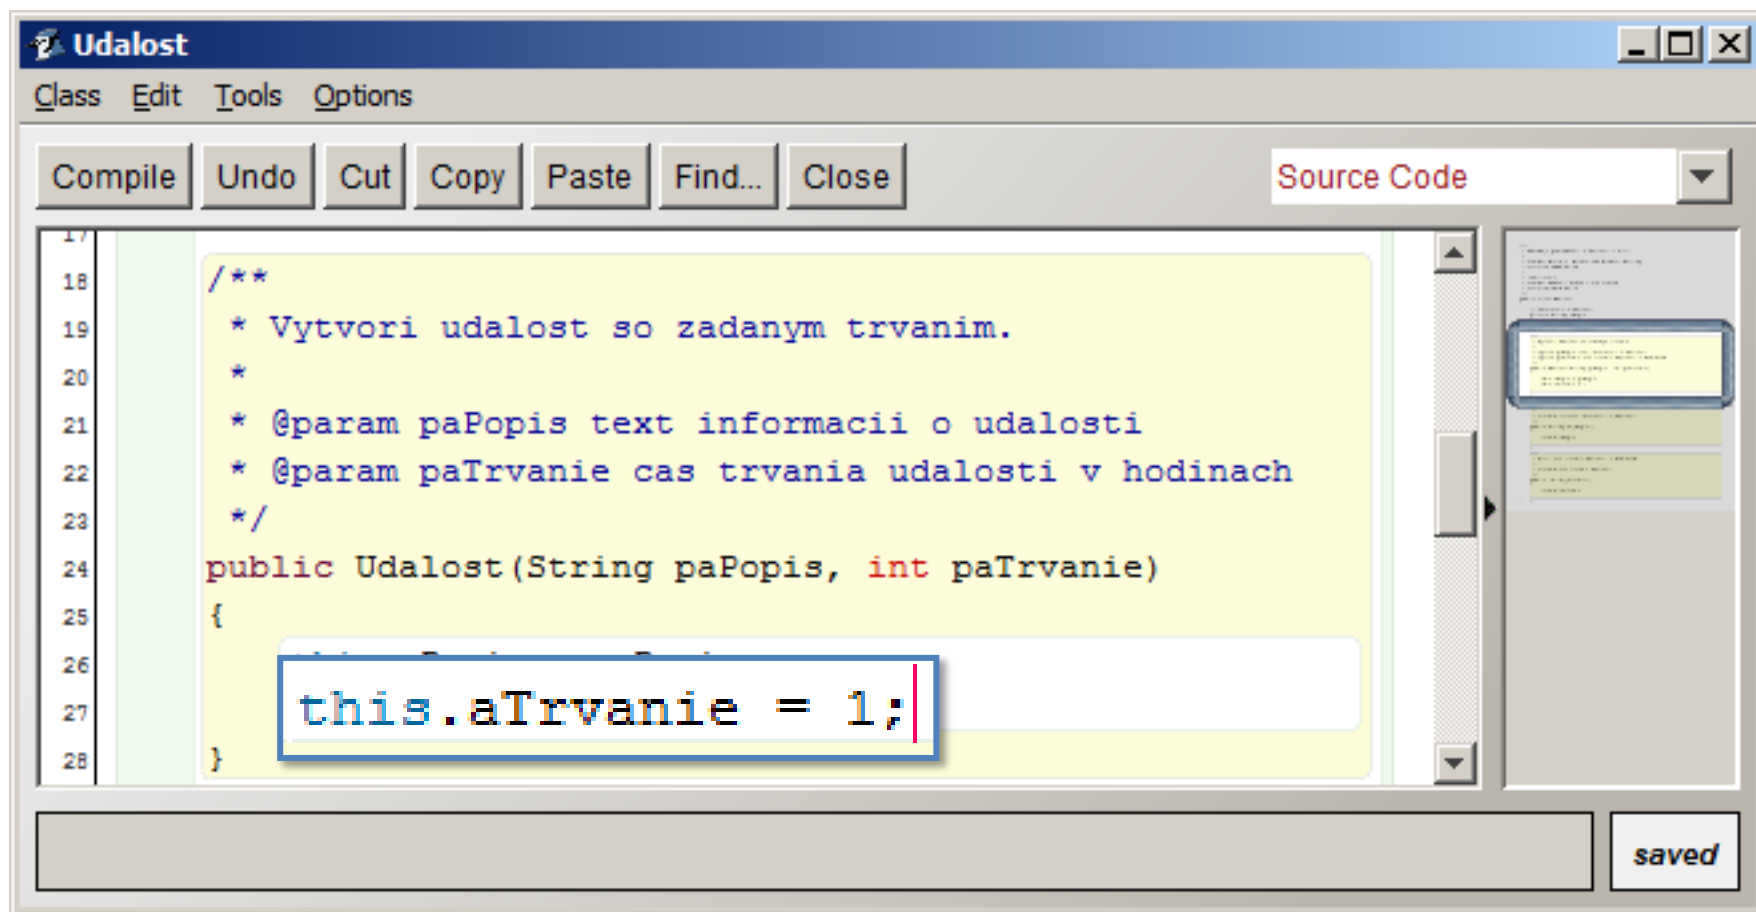 Udalost
Class Edit Tools Options
Compile Undo Cut Copy Paste Find... Close Source Code
17
18 /**
19 * Vytvori udalost so zadanym trvanim.
20 *
21 * @param paPopis text informacii o udalosti
22 * @param paTrvanie cas trvania udalosti v hodinach
23 */
24 public Udalost(String paPopis, int paTrvanie)
25 {
26
27 this.aTrvanie = 1;
28 }
saved